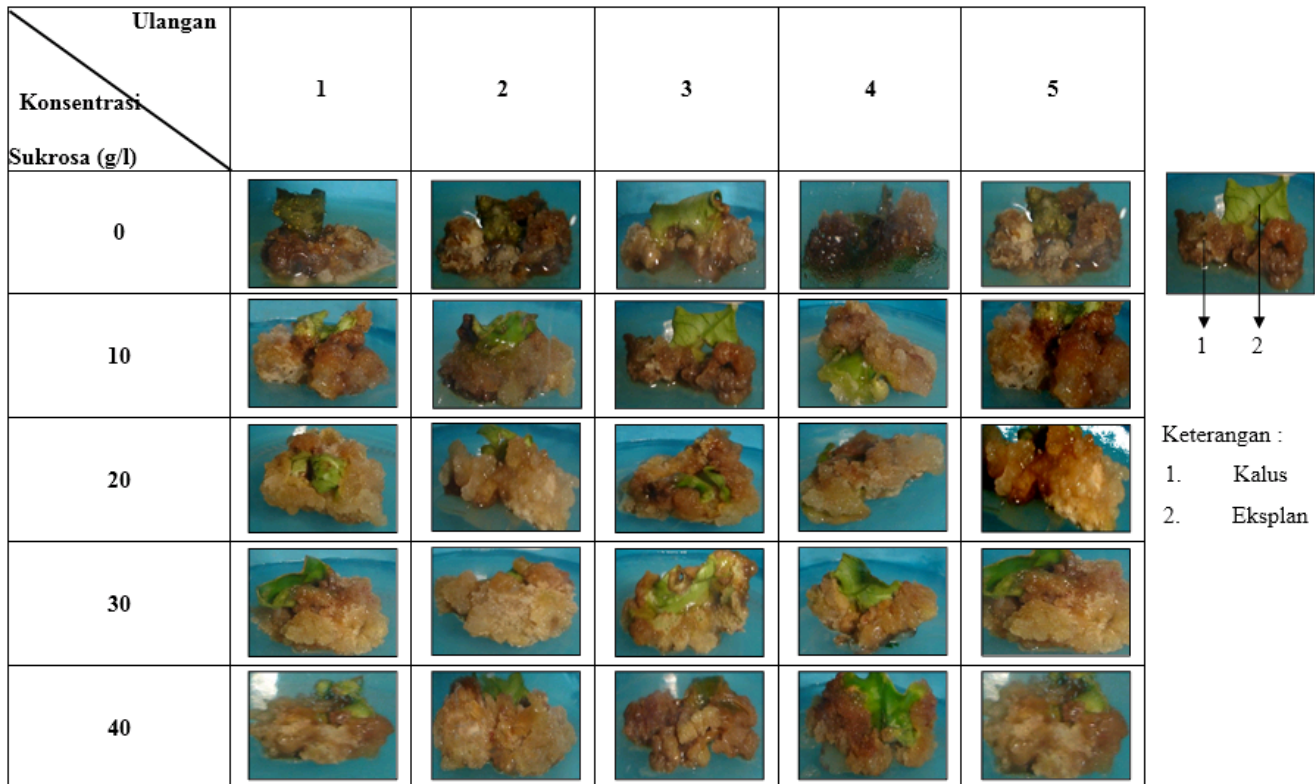 Ulangan
Konsentrasi
Sukrosa (g/l)
1 2 3 4 5
0
10
20
30
40
1 2
Keterangan :
1. Kalus
2. Eksplan